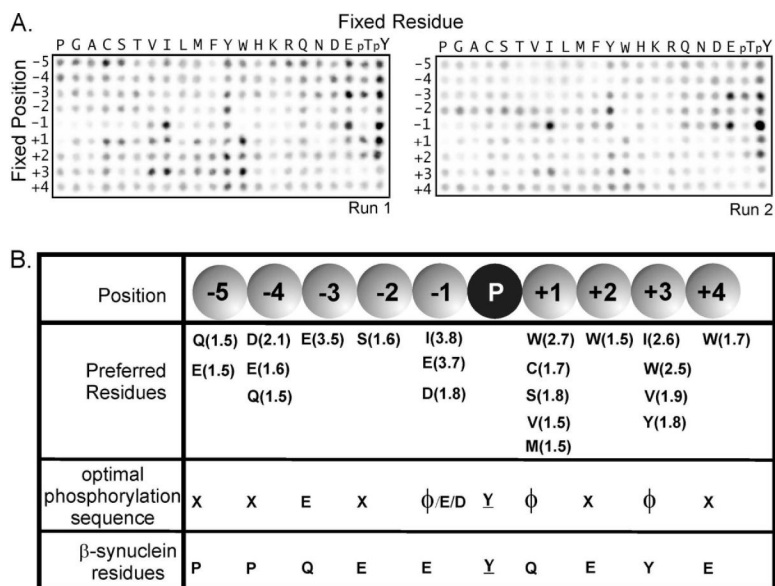 A.
Fixed Residue
P G A C S T V I L M F Y W H K R Q N D E pT pY
P G A C S T V I L M F Y W H K R Q N D E pT pY
Fixed Position
-5
-4
-3
-2
-1
+1
+2
+3
+4
-5
-4
-3
-2
-1
+1
+2
+3
+4
Run 1
Run 2
B.
Position -5 -4 -3 -2 -1 P +1 +2 +3 +4
Preferred
Residues
Q(1.5) D(2.1) E(3.5) S(1.6) I(3.8) W(2.7) W(1.5) I(2.6) W(1.7)
E(1.5) E(1.6) E(3.7) C(1.7) W(2.5)
Q(1.5) D(1.8) S(1.8) V(1.9)
V(1.5) Y(1.8)
M(1.5)
optimal
phosphorylation
sequence
X X E X ϕ/E/D Y ϕ X ϕ X
β-synuclein
residues
P P Q E E Y Q E Y E